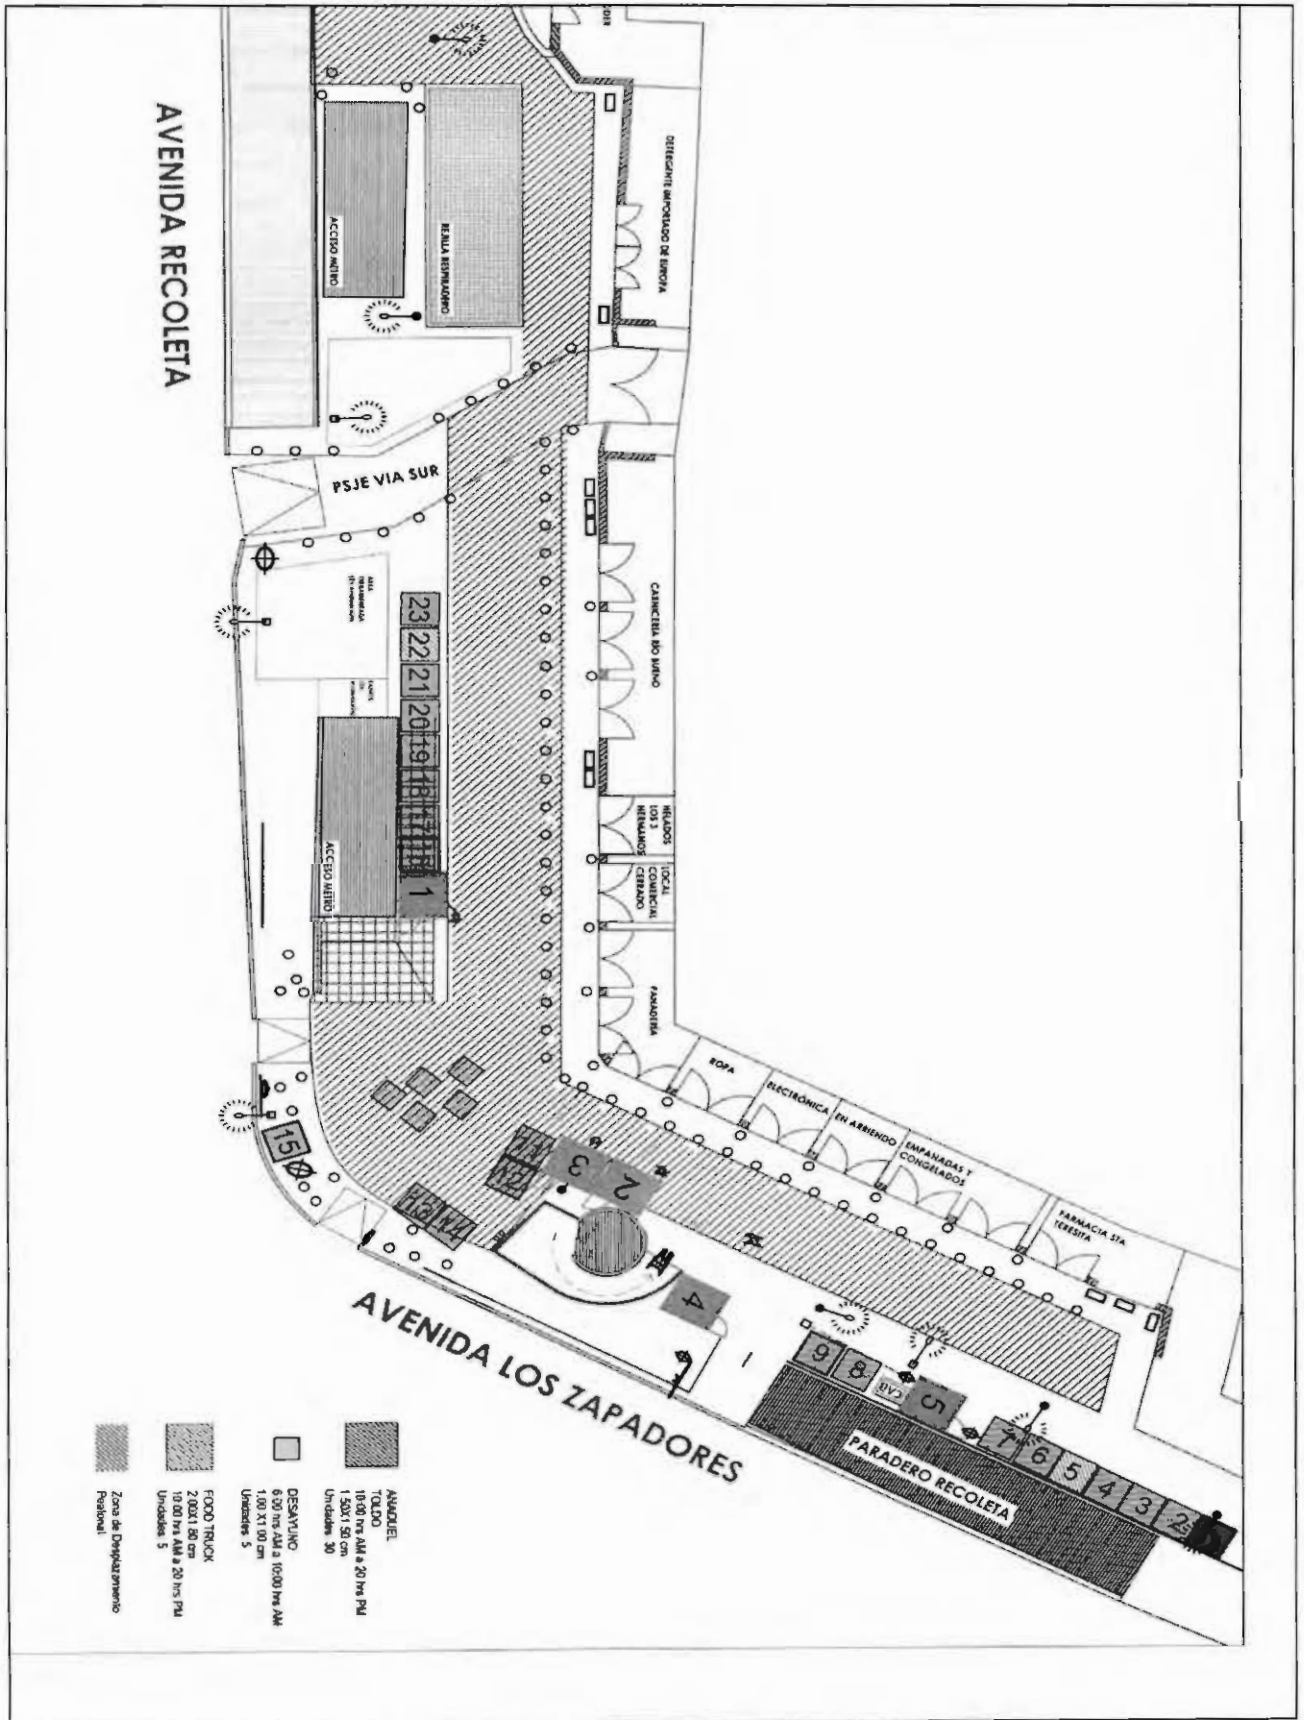 AVENIDA RECOLETA
ACCESO METRO
REJILLA RESPIRADERO
DETERGENTE IMPORTADO DE EUROPA
PSJE VIA SUR
CARNICERÍA RÍO BUENO
23
22
21
20
19
18
17
16
1
ACCESO METRO
HELADOS
LOS 3
HERMANOS
LOCAL
COMERCIAL
CERRADO
PANADERÍA
ROPA
ELECTRÓNICA
EN ARRIENDO
EMPANADAS Y
CONGELADOS
FARMACIA STA
TERESITA
15
3
2
4
9
8
5
7
6
5
4
3
2
PARADERO RECOLETA
AVENIDA LOS ZAPADORES
ANAQUEL
TOLDO
10:00 hrs AM a 20 hrs PM
1.50X1.50 cm
Unidades 30
DESAYUNO
6:00 hrs AM a 10:00 hrs AM
1.00 X1.00 cm
Unidades 5
FOOD TRUCK
2.00X1.80 cm
10:00 hrs AM a 20 hrs PM
Unidades 5
Zona de Desplazamiento
Peatonal